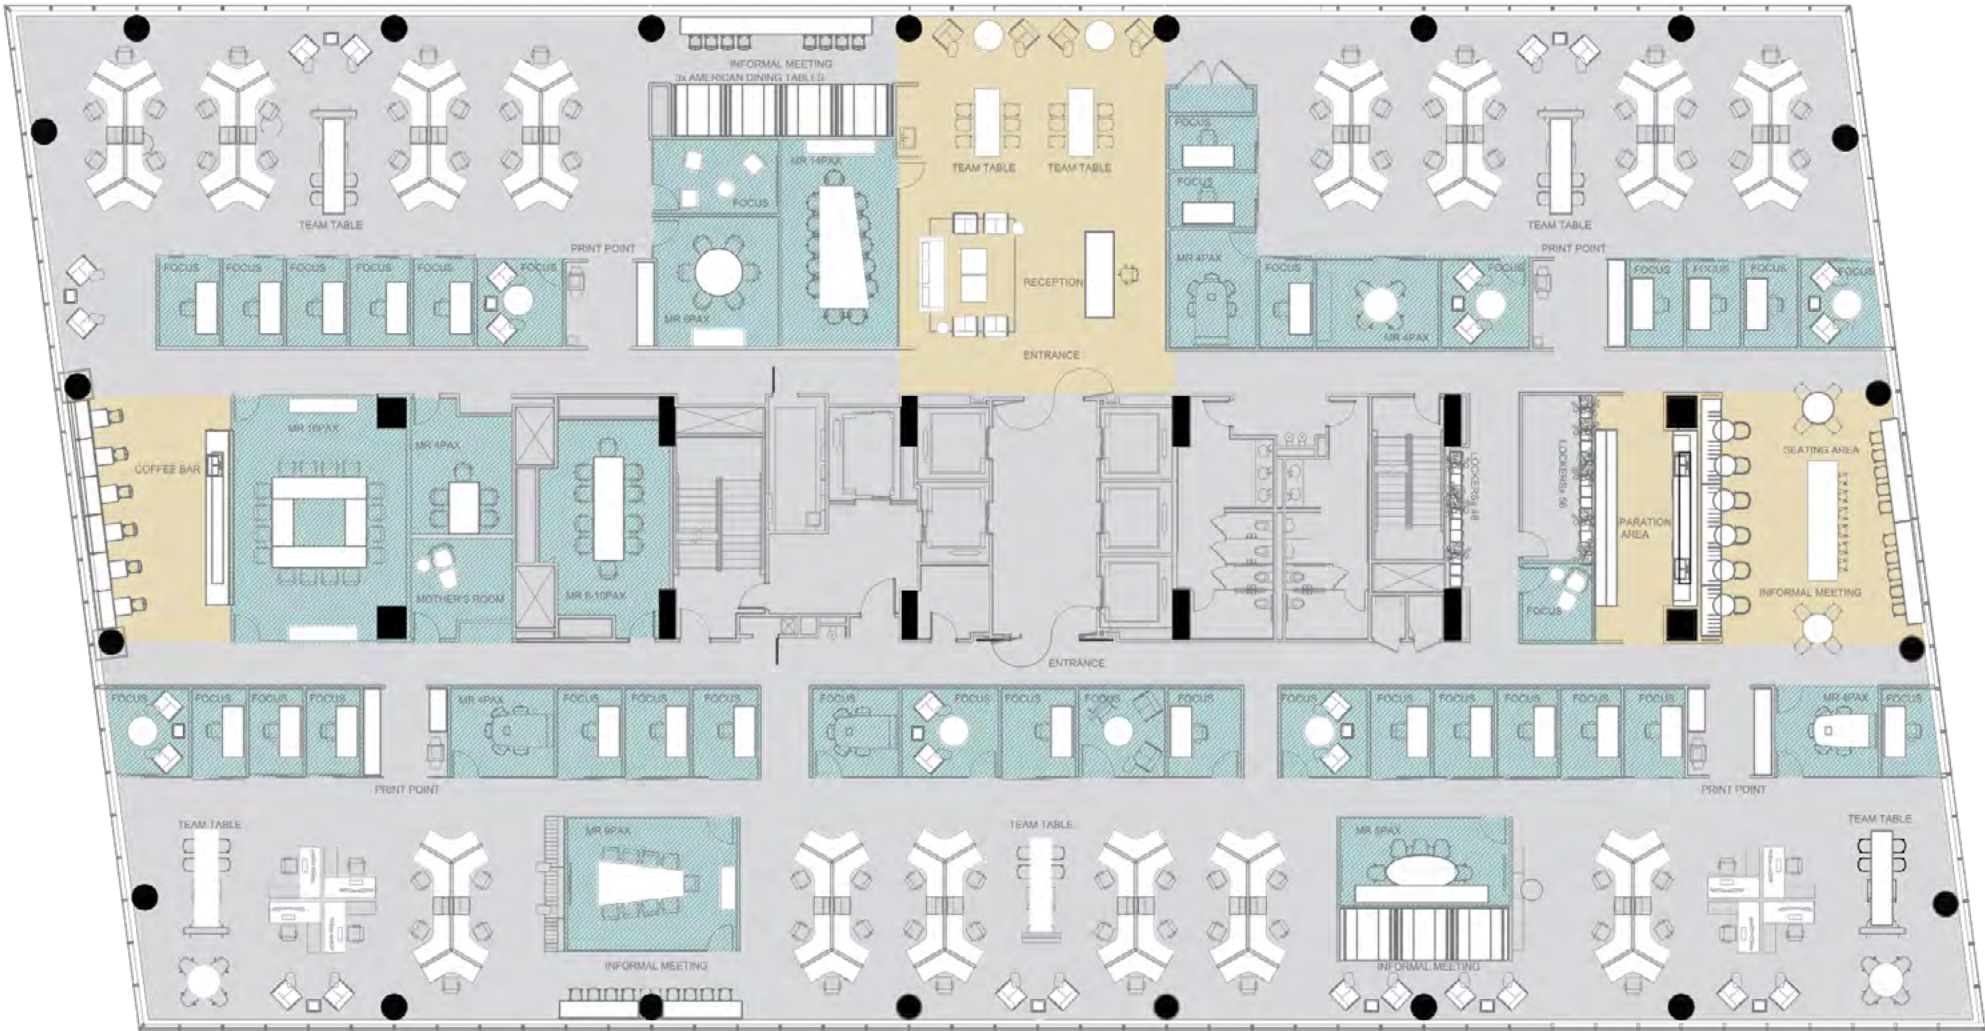 INFORMAL MEETING
3x AMERICAN DINING TABLES
FOCUS
MR 14PAX
TEAM TABLE
TEAM TABLE
FOCUS
FOCUS
TEAM TABLE
TEAM TABLE
PRINT POINT
PRINT POINT
FOCUS
FOCUS
FOCUS
FOCUS
FOCUS
FOCUS
MR 6PAX
RECEPTION
MR 4PAX
FOCUS
MR 4PAX
FOCUS
FOCUS
FOCUS
FOCUS
FOCUS
ENTRANCE
COFFEE BAR
MR 16PAX
MR 4PAX
MOTHER'S ROOM
MR 8-10PAX
LOCKERSx 48
LOCKERSx 56
FOCUS
PARATION
AREA
SEATING AREA
INFORMAL MEETING
ENTRANCE
FOCUS
FOCUS
FOCUS
FOCUS
MR 4PAX
FOCUS
FOCUS
FOCUS
FOCUS
FOCUS
FOCUS
FOCUS
FOCUS
FOCUS
FOCUS
FOCUS
FOCUS
FOCUS
FOCUS
MR 4PAX
FOCUS
PRINT POINT
PRINT POINT
TEAM TABLE
MR 8PAX
TEAM TABLE
TEAM TABLE
INFORMAL MEETING
INFORMAL MEETING